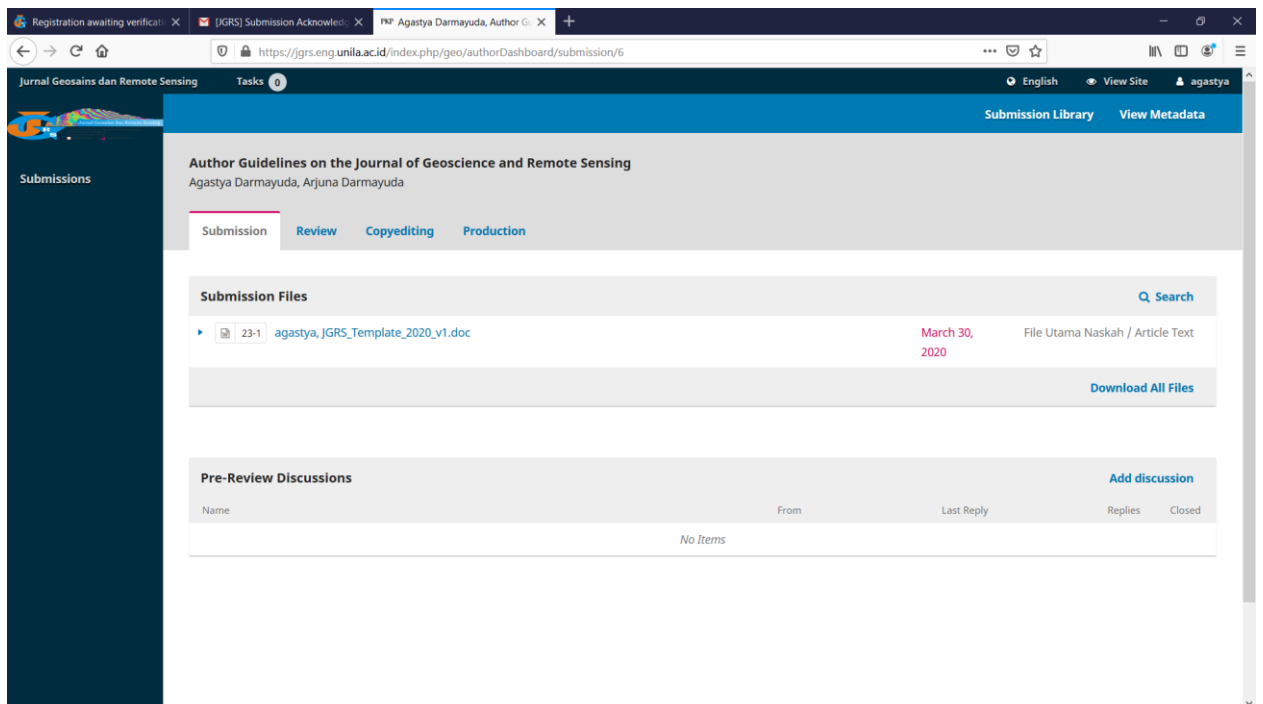 Registration awaiting verificati
[JGRS] Submission Acknowledg
PKP Agastya Darmayuda, Author G
https://jgrs.eng.unila.ac.id/index.php/geo/authorDashboard/submission/6
Jurnal Geosains dan Remote Sensing Tasks 0 English View Site agastya
Submission Library View Metadata
Author Guidelines on the Journal of Geoscience and Remote Sensing
Agastya Darmayuda, Arjuna Darmayuda
Submissions
Submission Review Copyediting Production
Submission Files Search
23-1 agastya, JGRS_Template_2020_v1.doc March 30, File Utama Naskah / Article Text
2020
Download All Files
Pre-Review Discussions Add discussion
Name From Last Reply Replies Closed
No Items